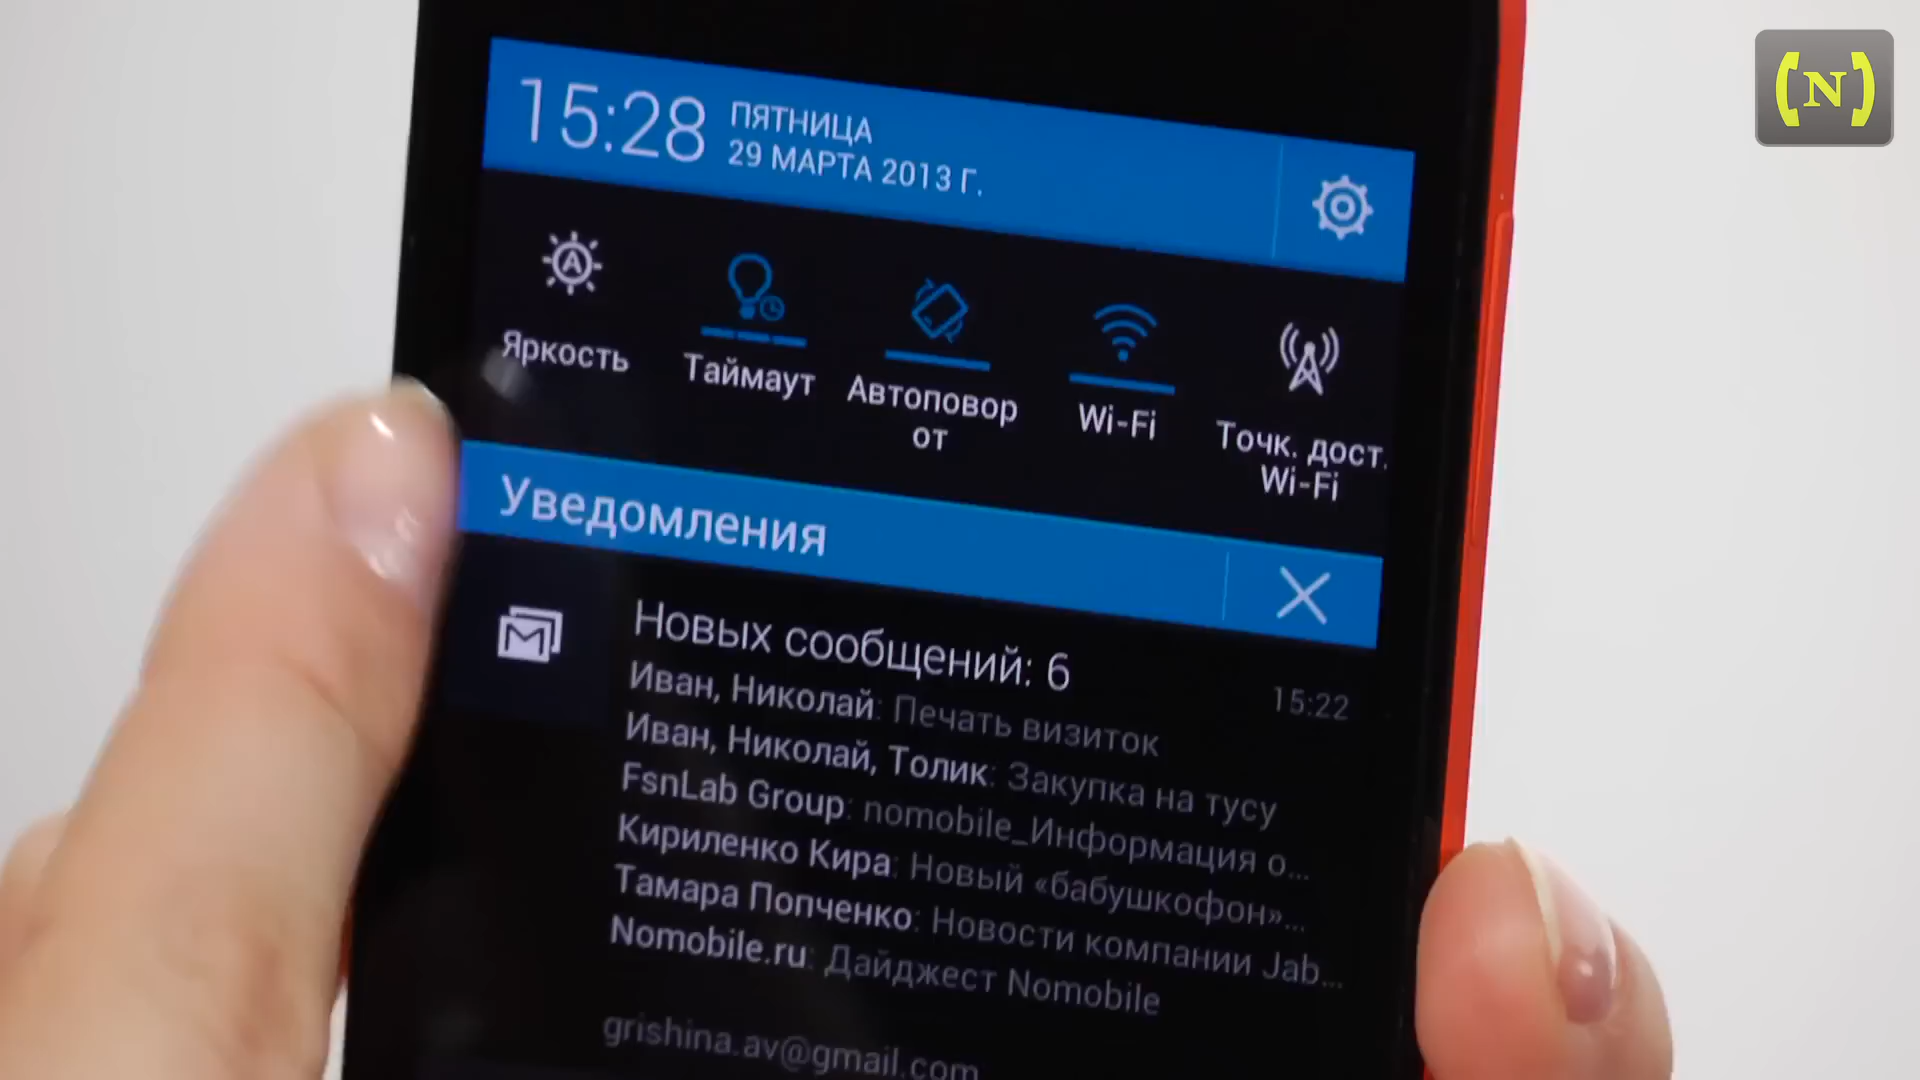 N
15:28
ПЯТНИЦА
29 МАРТА 2013 Г.
A
Яркость
Таймаут
Автоповор
от
Wi-Fi
Точк. дост.
Wi-Fi
Уведомления
Новых сообщений: 6
15:22
Иван, Николай: Печать визиток
Иван, Николай, Толик: Закупка на тусу
FsnLab Group: nomobile_Информация о...
Кириленко Кира: Новый «бабушкофон»...
Тамара Попченко: Новости компании Jab...
Nomobile.ru: Дайджест Nomobile
grishina.av@gmail.com